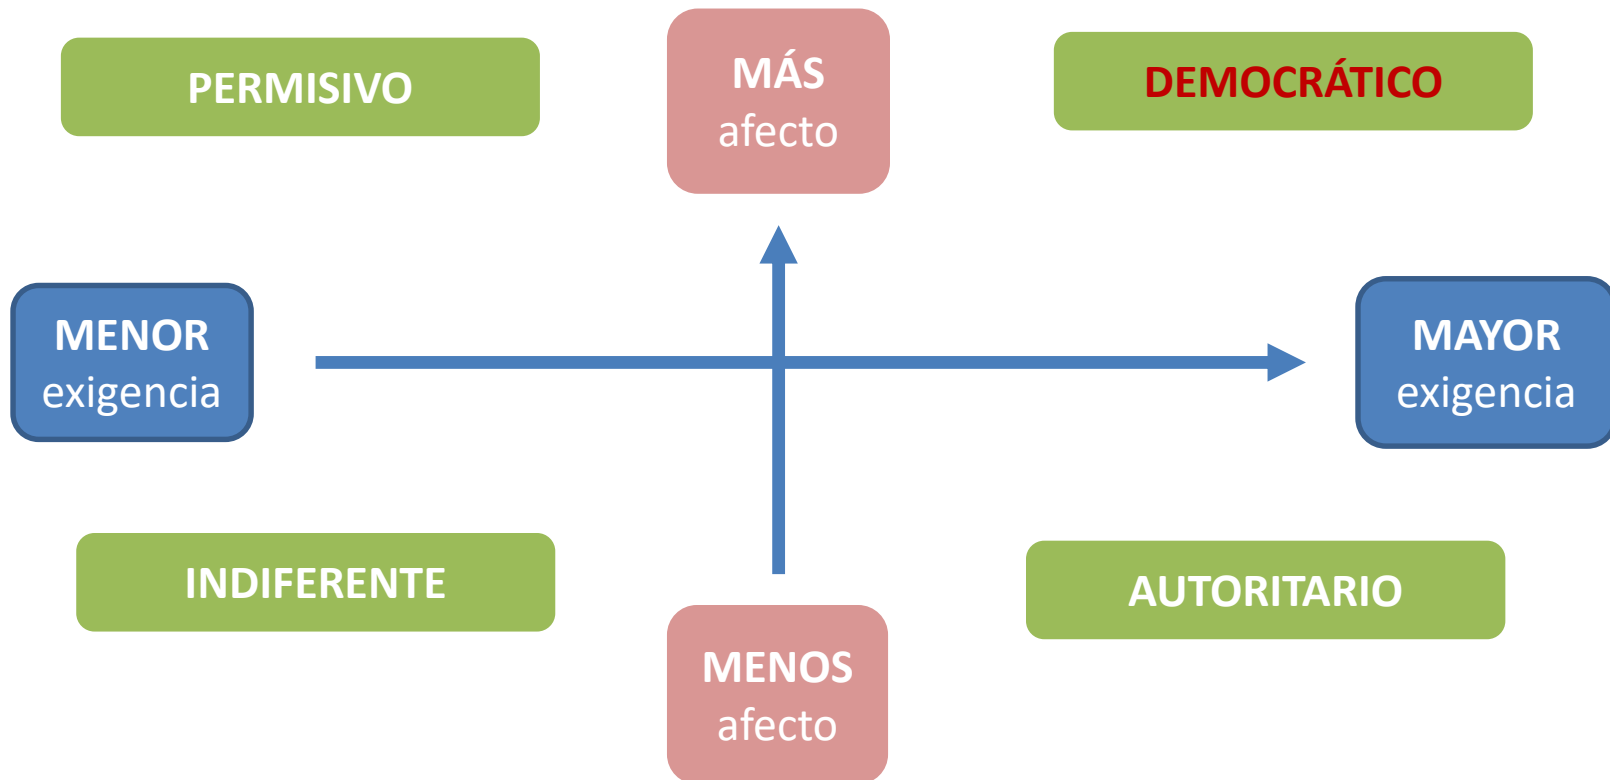 PERMISIVO
MÁS
afecto
DEMOCRÁTICO
MENOR
exigencia
MAYOR
exigencia
INDIFERENTE
AUTORITARIO
MENOS
afecto